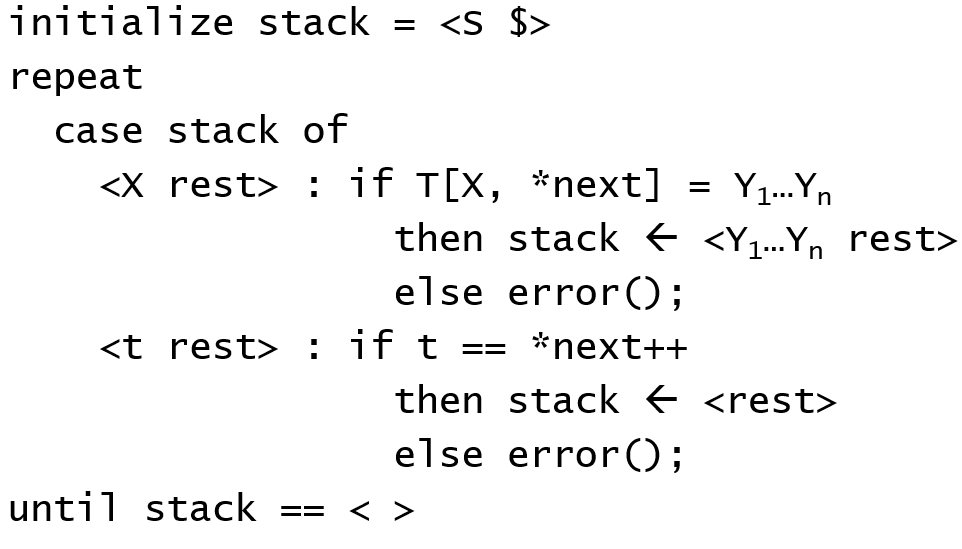 initialize stack = <S $>
repeat
case stack of
<X rest> : if T[X, *next] = Y₁…Yₙ
then stack ← <Y₁…Yₙ rest>
else error();
<t rest> : if t == *next++
then stack ← <rest>
else error();
until stack == < >